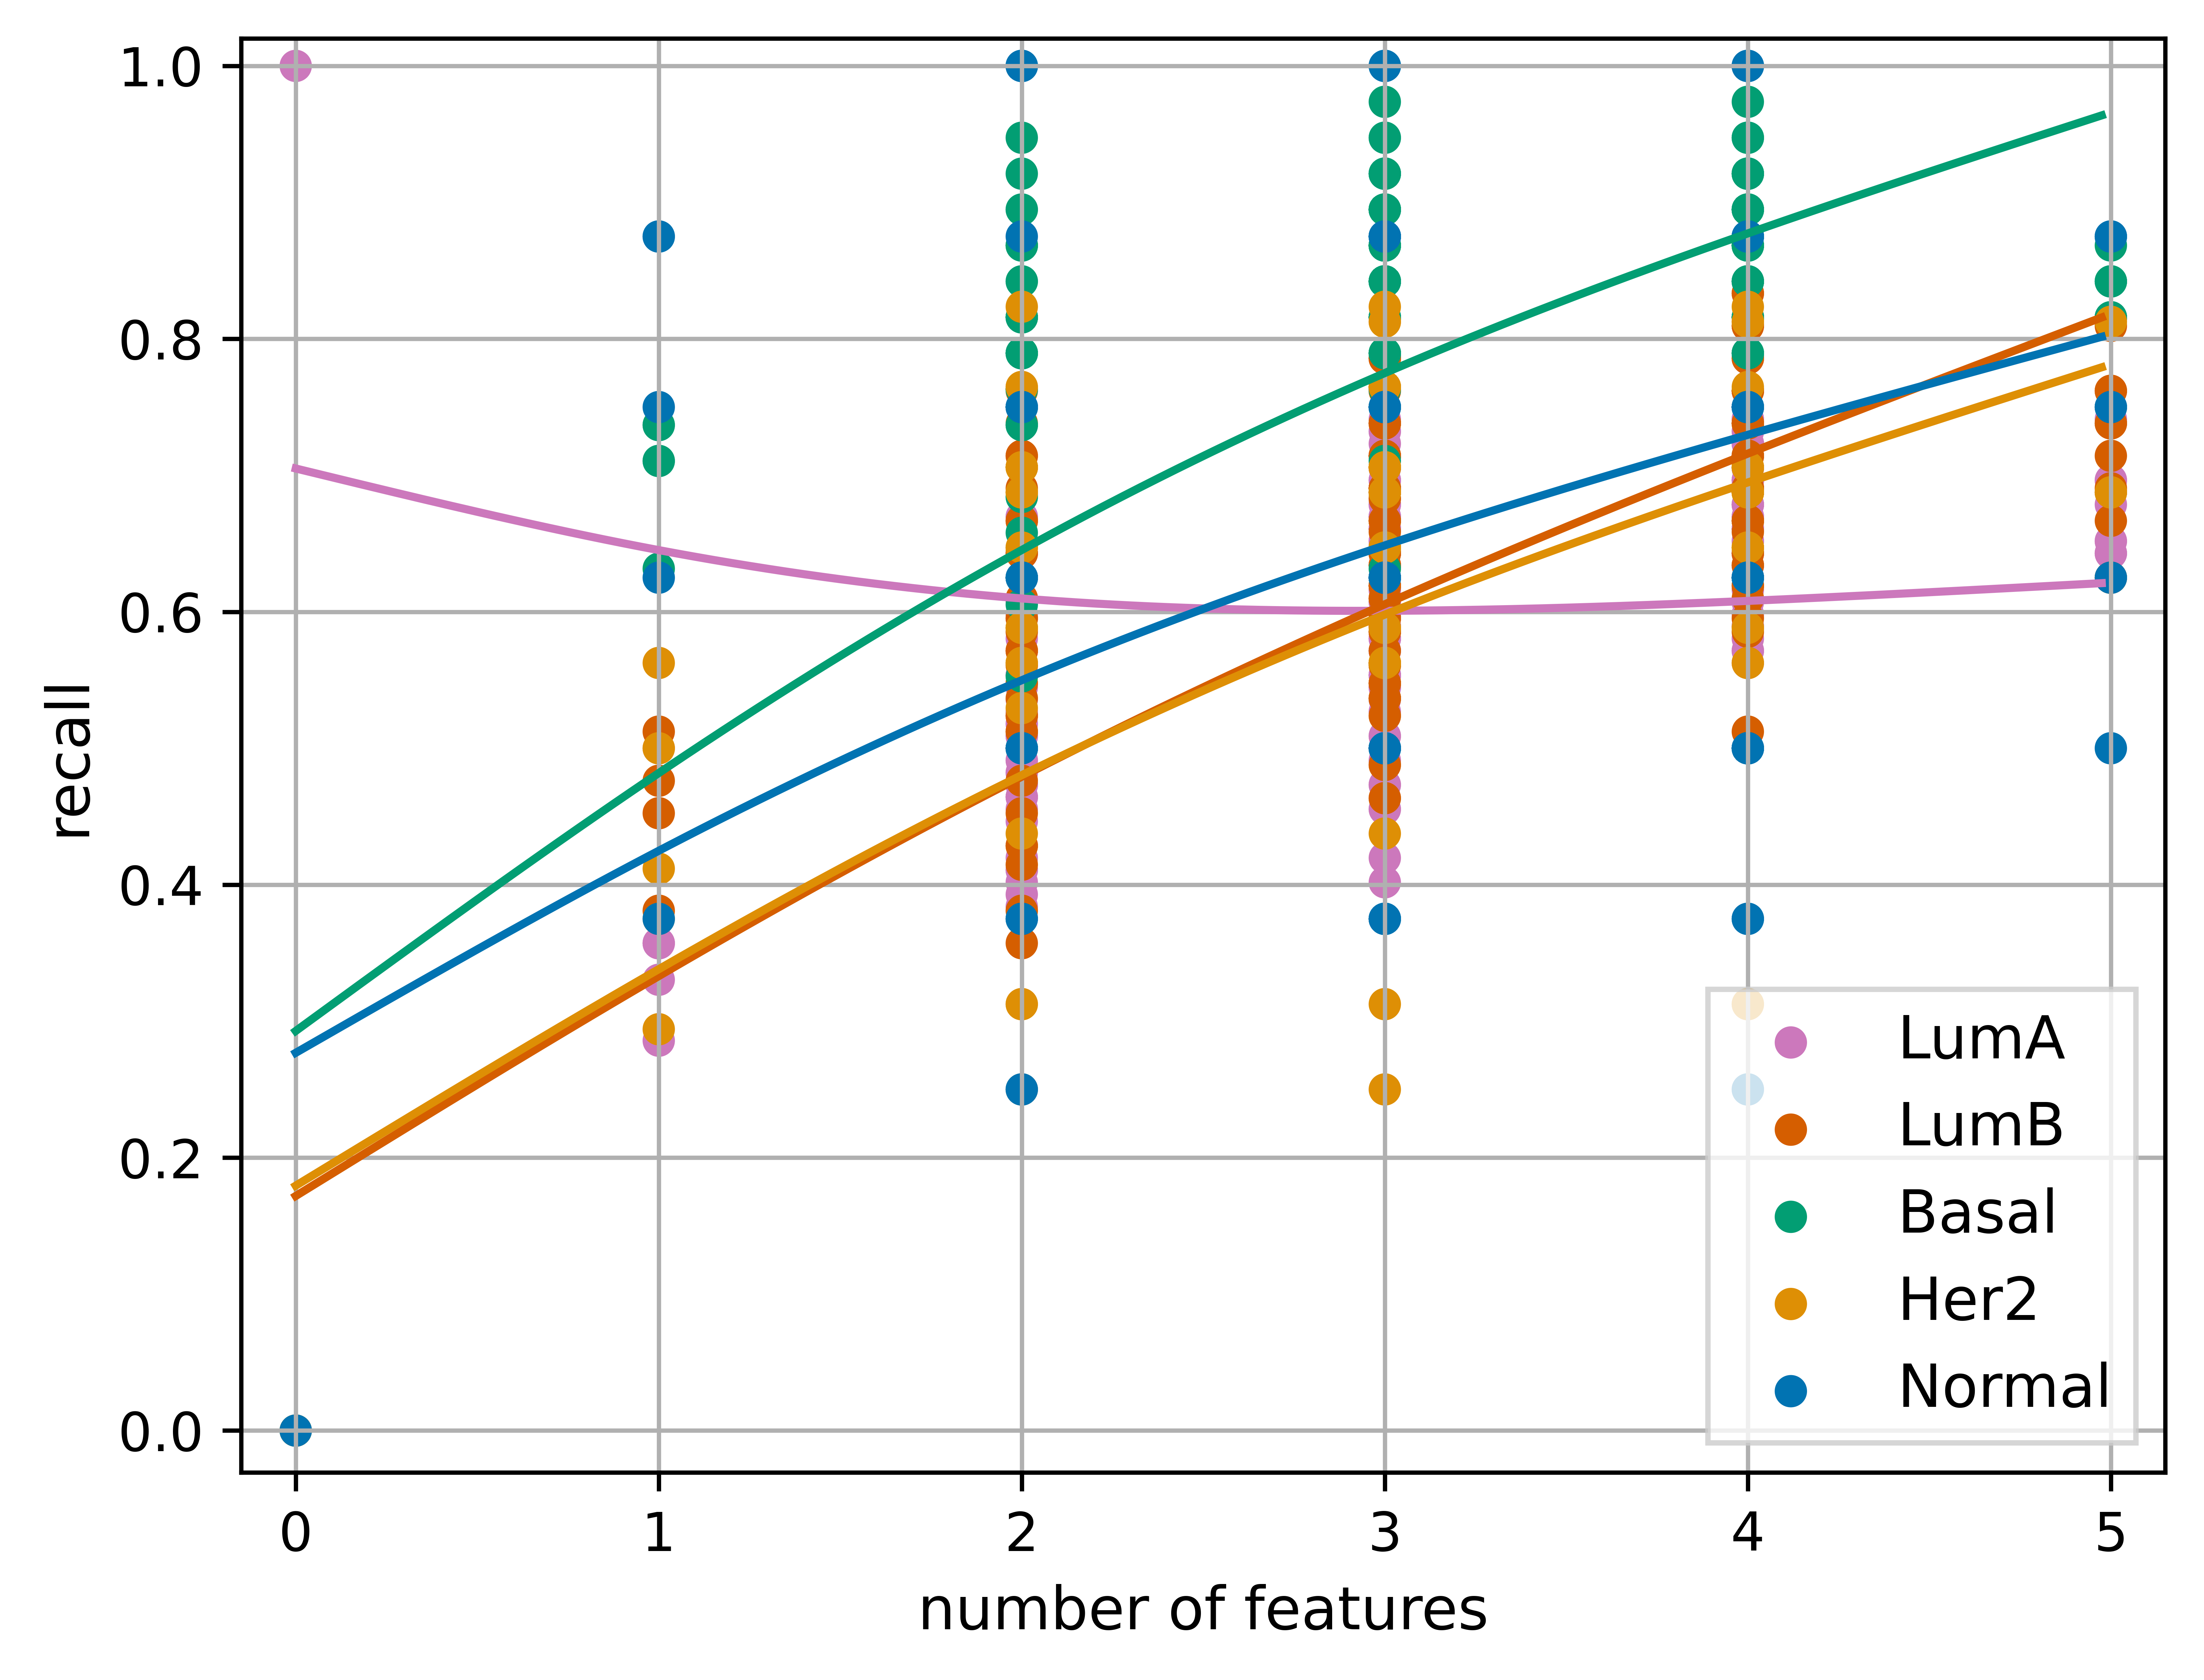 1.0
0.8
0.6
0.4
0.2
0.0
recall
LumA
LumB
Basal
Her2
Normal
0 1 2 3 4 5
number of features